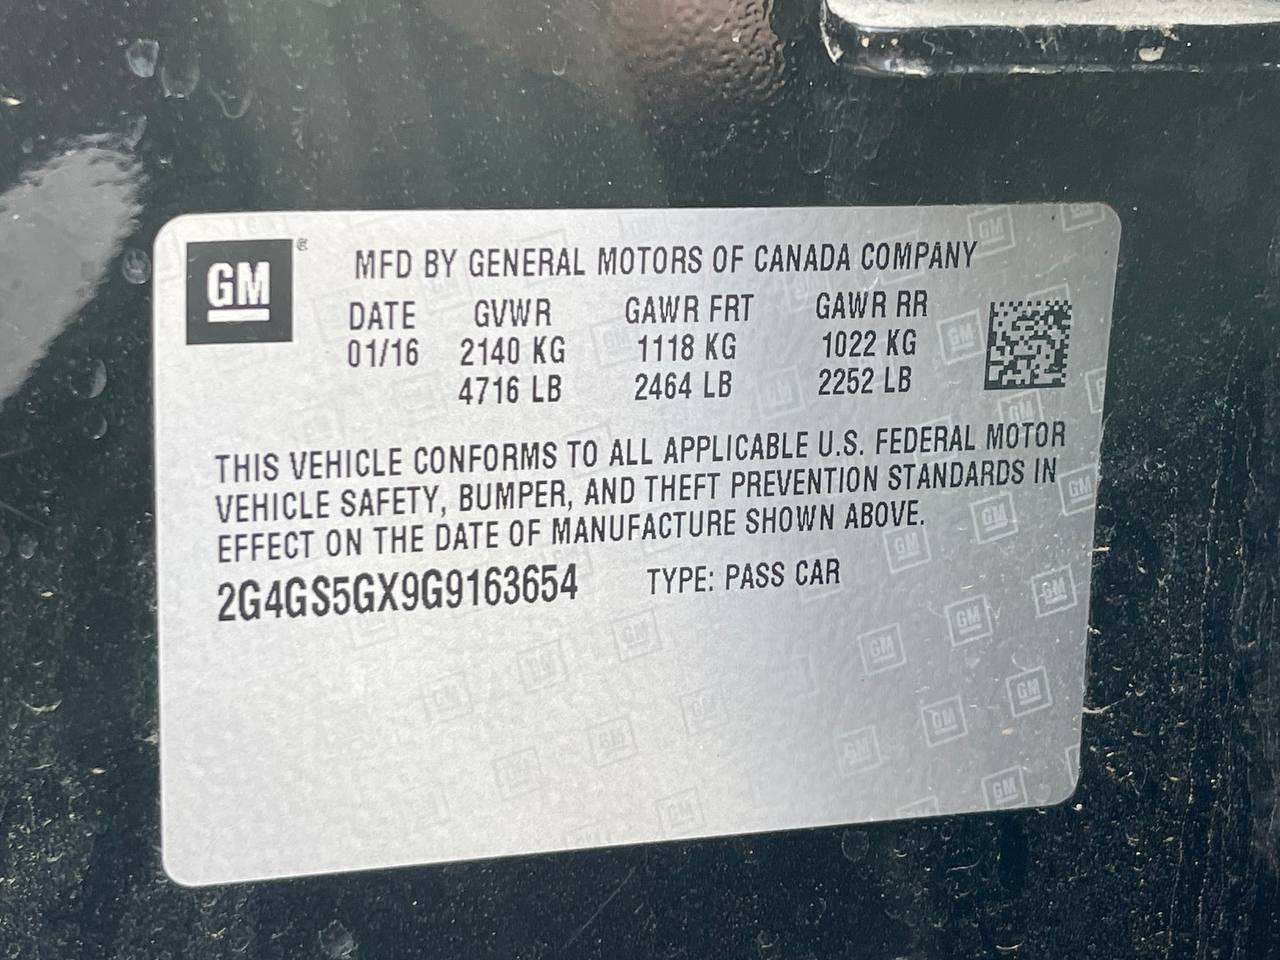 GM®
MFD BY GENERAL MOTORS OF CANADA COMPANY
DATE GVWR GAWR FRT GAWR RR
01/16 2140 KG 1118 KG 1022 KG
4716 LB 2464 LB 2252 LB
THIS VEHICLE CONFORMS TO ALL APPLICABLE U.S. FEDERAL MOTOR
VEHICLE SAFETY, BUMPER, AND THEFT PREVENTION STANDARDS IN
EFFECT ON THE DATE OF MANUFACTURE SHOWN ABOVE.
2G4GS5GX9G9163654 TYPE: PASS CAR